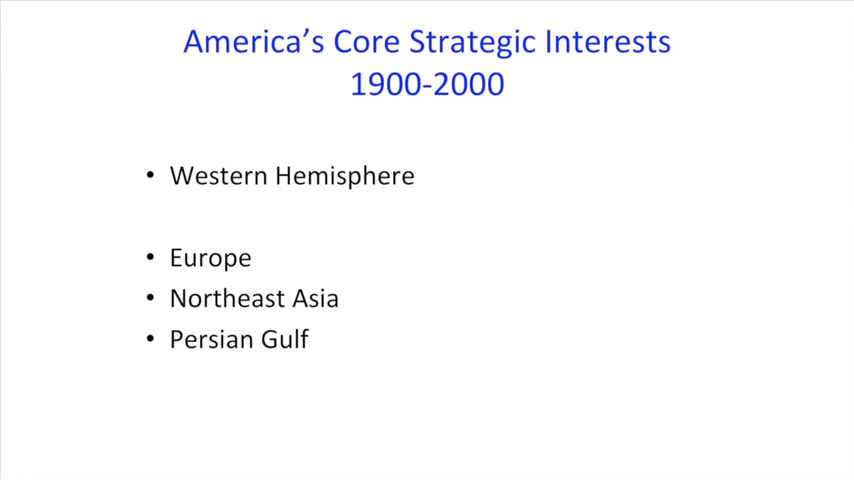 America’s Core Strategic Interests
1900-2000
• Western Hemisphere
• Europe
• Northeast Asia
• Persian Gulf